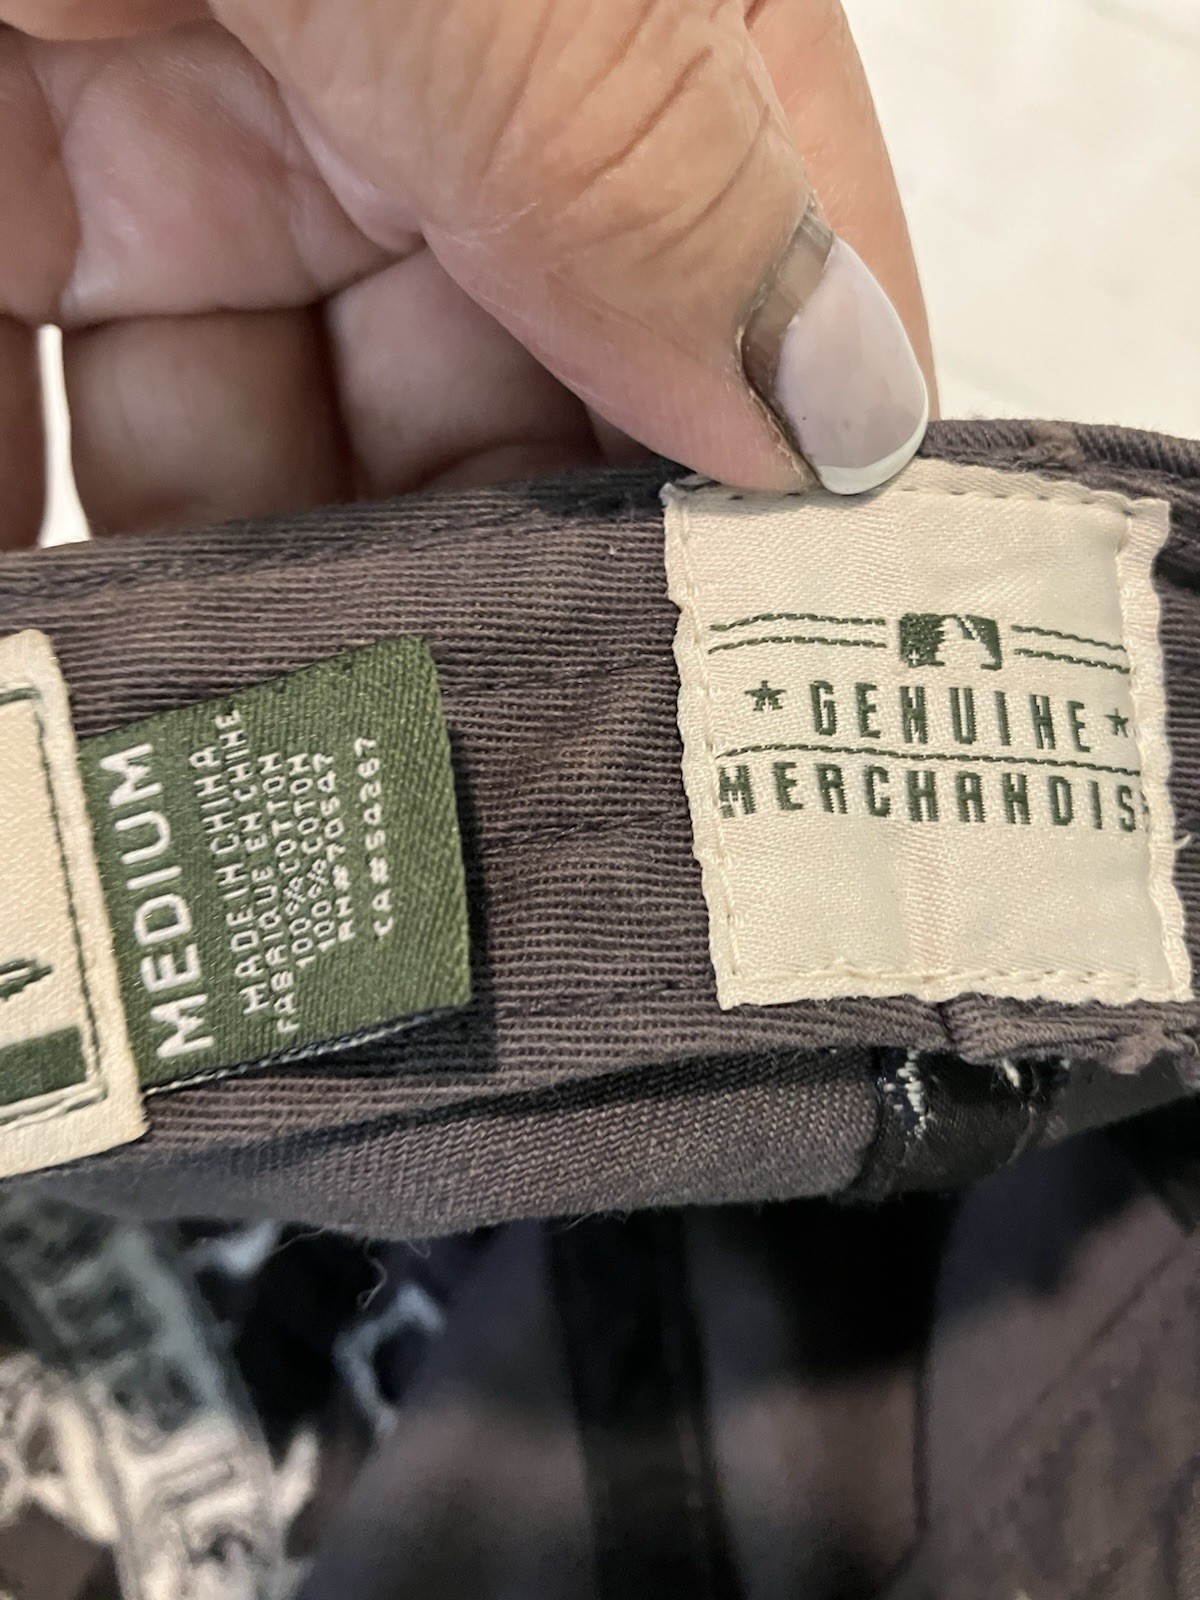 MEDIUM
MADE IN CHINA
FABRIQUE EN CHINE
100% COTTON
100% COTON
RN# 70547
CA# 54267
★ GENUINE ★
MERCHANDIS